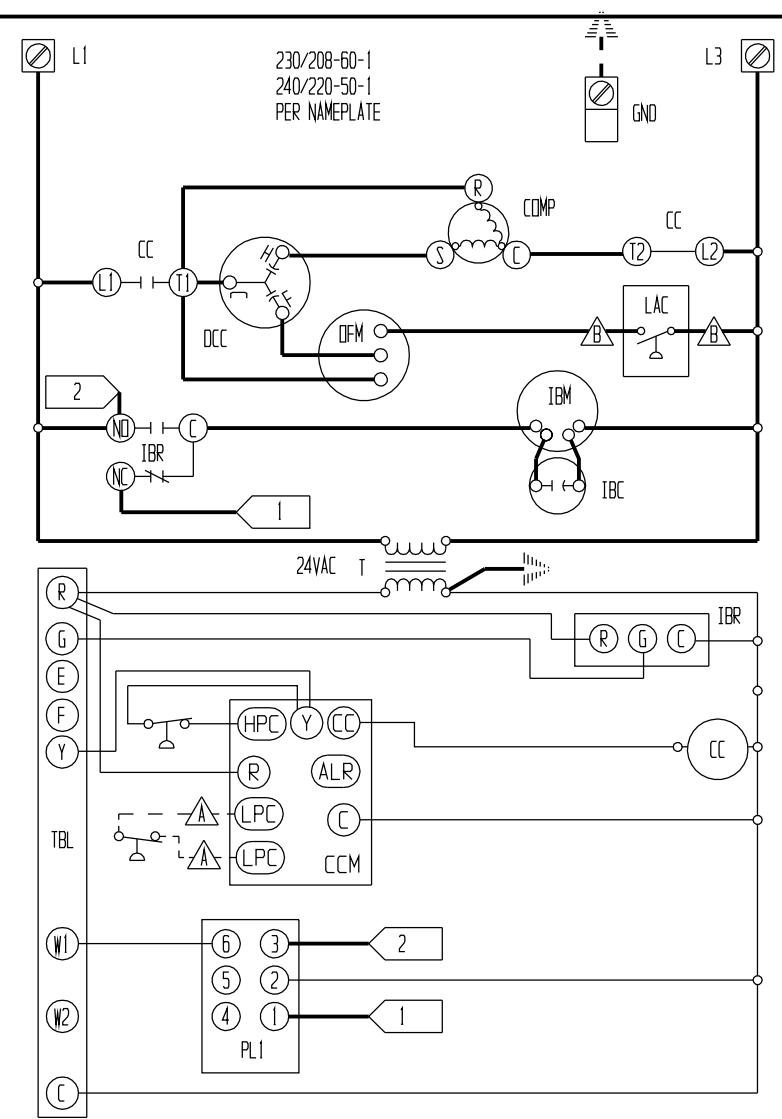 L1
230/208-60-1
240/220-50-1
PER NAMEPLATE
L3
GND
R
COMP
CC
CC
S
C
T2
L2
L1
T1
H
C
F
OCC
OFM
B
LAC
B
2
IBM
NO
C
IBR
NC
IBC
1
24VAC T
R
IBR
G
R
G
C
E
F
HPC
Y
CC
CC
Y
R
ALR
A
LPC
C
TBL
A
LPC
CCM
W1
6
3
2
5
2
W2
4
1
1
PL1
C